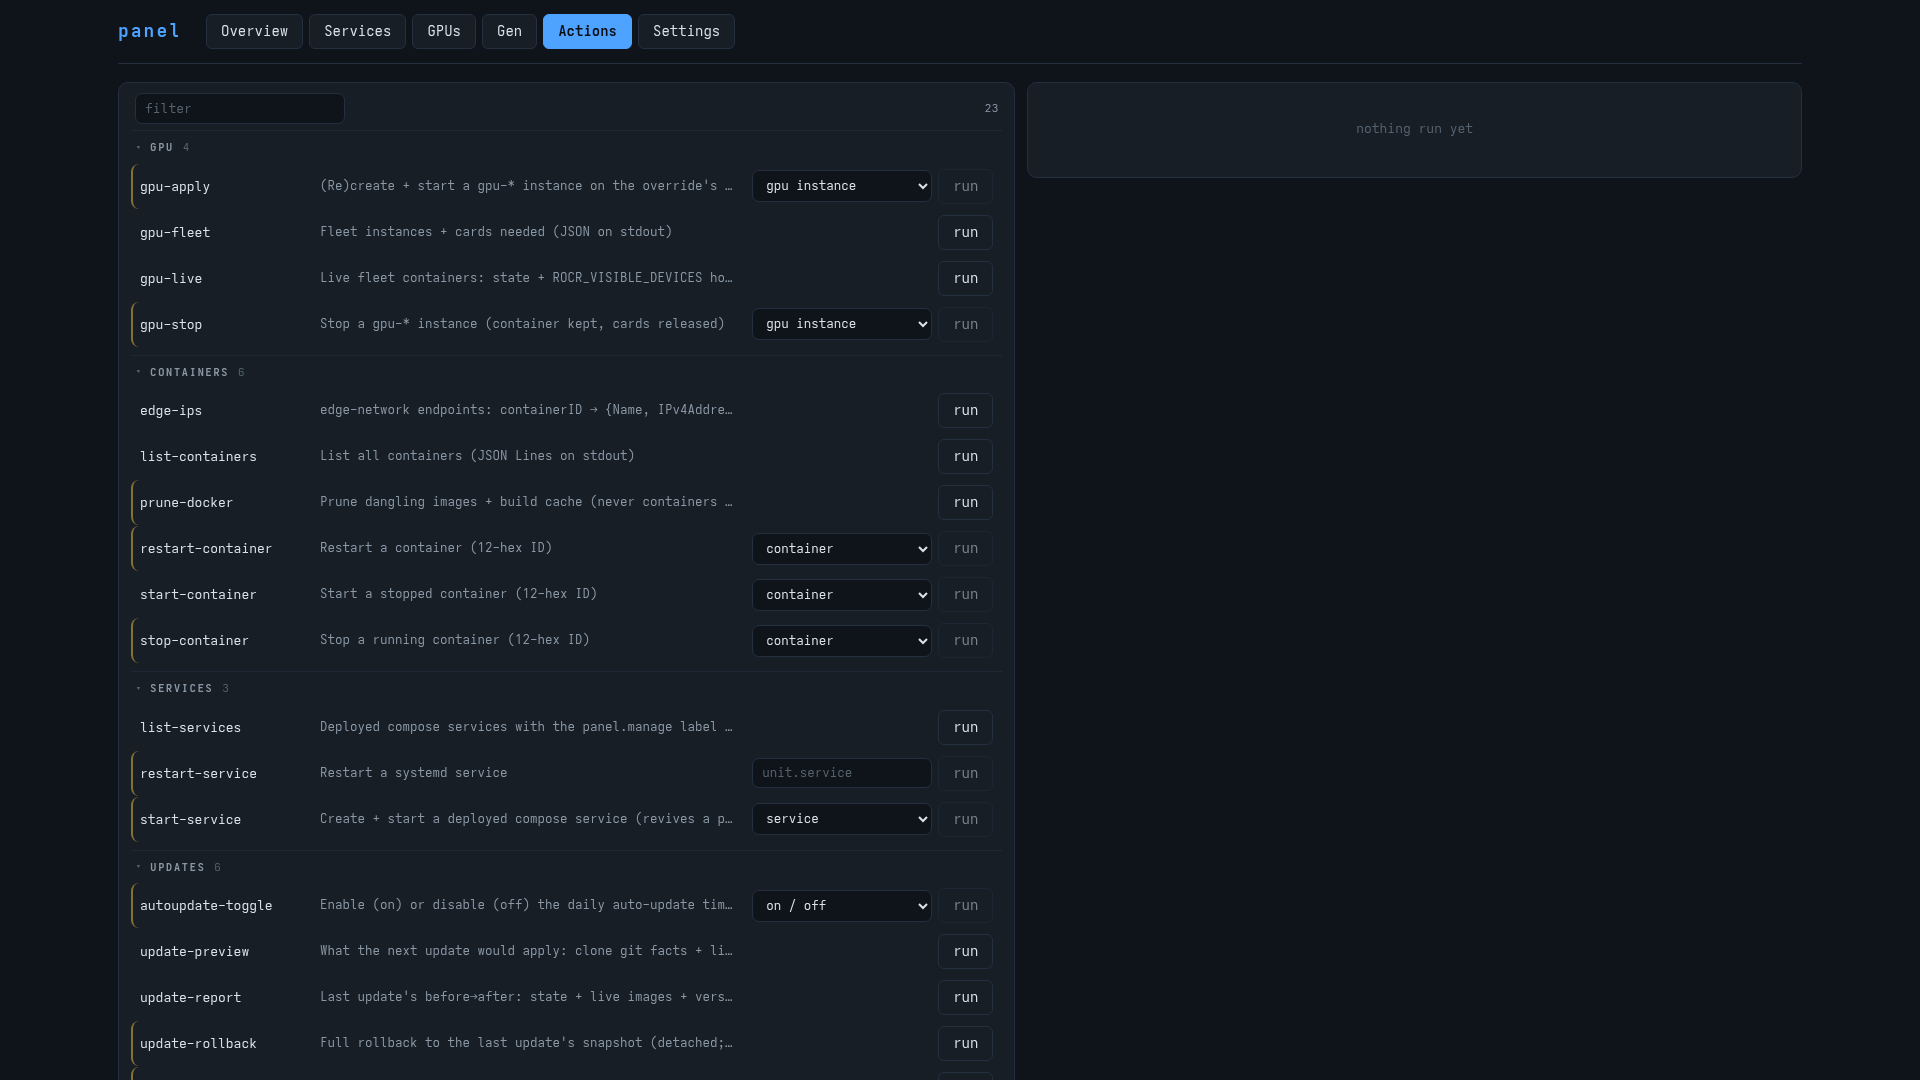 panel Overview Services GPUs Gen Actions Settings
filter 23
nothing run yet
GPU 4
gpu-apply (Re)create + start a gpu-* instance on the override's … gpu instance run
gpu-fleet Fleet instances + cards needed (JSON on stdout) run
gpu-live Live fleet containers: state + ROCR_VISIBLE_DEVICES ho… run
gpu-stop Stop a gpu-* instance (container kept, cards released) gpu instance run
CONTAINERS 6
edge-ips edge-network endpoints: containerID → {Name, IPv4Addre… run
list-containers List all containers (JSON Lines on stdout) run
prune-docker Prune dangling images + build cache (never containers … run
restart-container Restart a container (12-hex ID) container run
start-container Start a stopped container (12-hex ID) container run
stop-container Stop a running container (12-hex ID) container run
SERVICES 3
list-services Deployed compose services with the panel.manage label … run
restart-service Restart a systemd service unit.service run
start-service Create + start a deployed compose service (revives a p… service run
UPDATES 6
autoupdate-toggle Enable (on) or disable (off) the daily auto-update tim… on / off run
update-preview What the next update would apply: clone git facts + li… run
update-report Last update's before→after: state + live images + vers… run
update-rollback Full rollback to the last update's snapshot (detached;… run